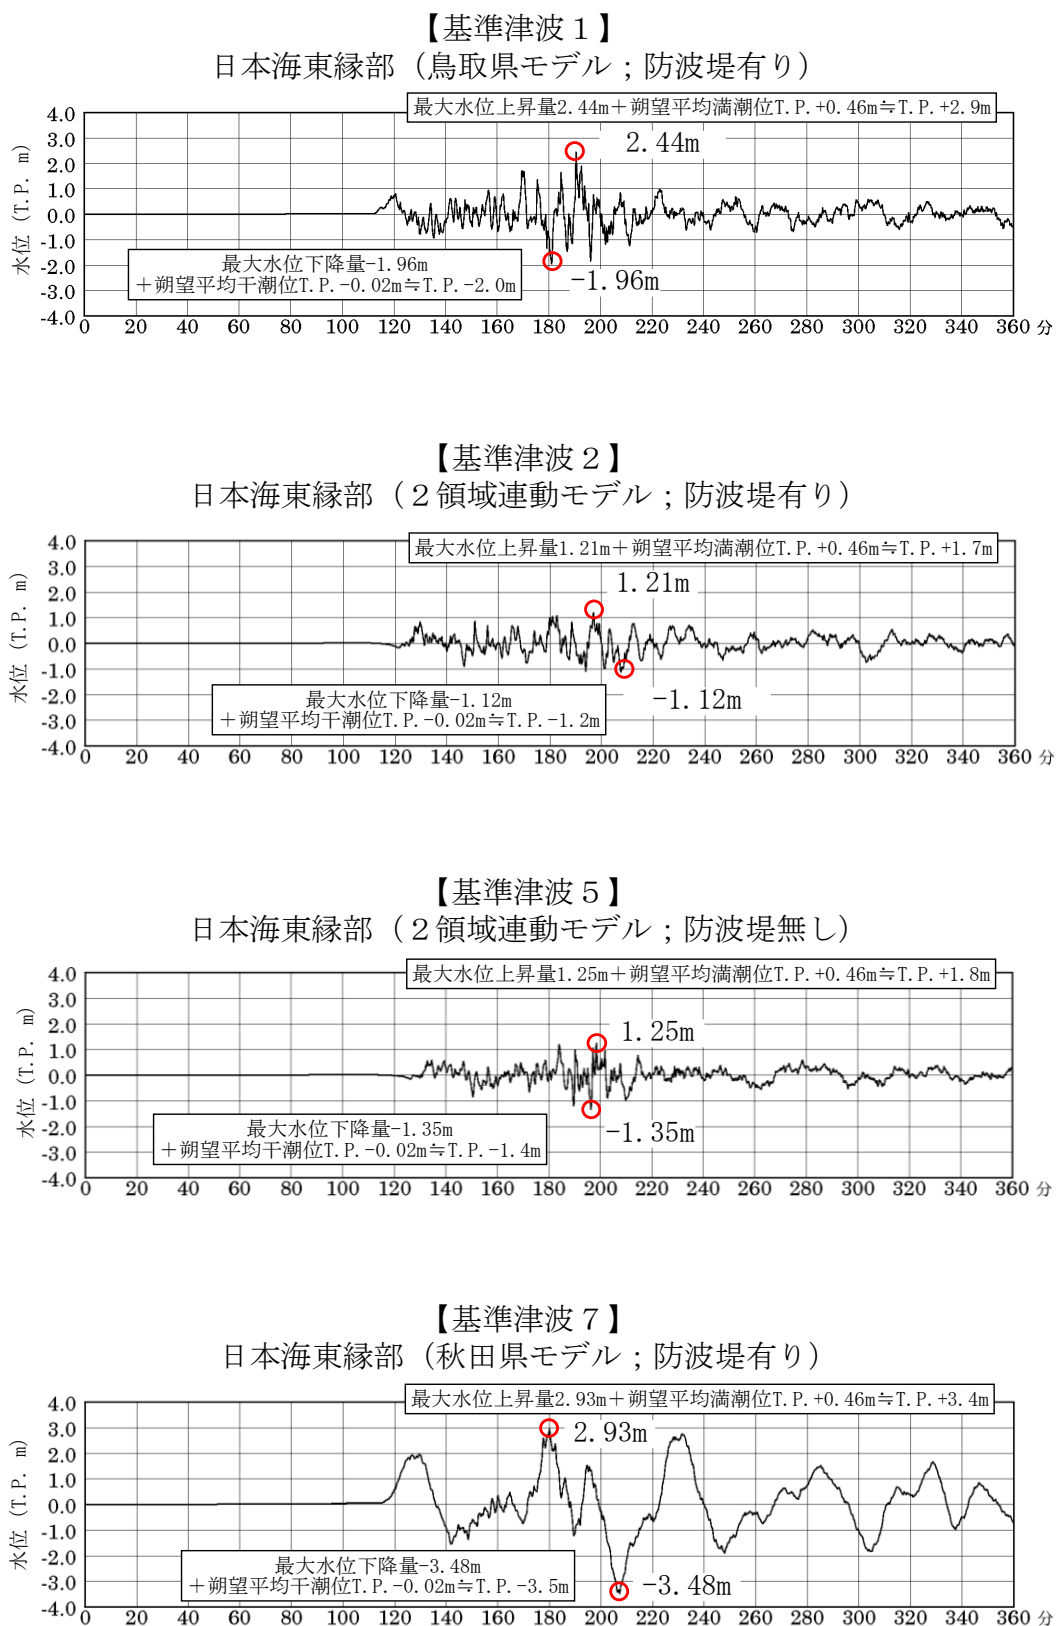 【基準津波１】
日本海東縁部（鳥取県モデル；防波堤有り）
最大水位上昇量2.44m＋朔望平均満潮位T.P.+0.46m≒T.P.+2.9m
4.0
3.0
2.0
1.0
0.0
-1.0
-2.0
-3.0
-4.0
水位（T.P. m）
2.44m
最大水位下降量-1.96m
＋朔望平均干潮位T.P.-0.02m≒T.P.-2.0m
-1.96m
0 20 40 60 80 100 120 140 160 180 200 220 240 260 280 300 320 340 360 分
【基準津波２】
日本海東縁部（２領域連動モデル；防波堤有り）
最大水位上昇量1.21m＋朔望平均満潮位T.P.+0.46m≒T.P.+1.7m
4.0
3.0
2.0
1.0
0.0
-1.0
-2.0
-3.0
-4.0
水位（T.P. m）
1.21m
最大水位下降量-1.12m
＋朔望平均干潮位T.P.-0.02m≒T.P.-1.2m
-1.12m
0 20 40 60 80 100 120 140 160 180 200 220 240 260 280 300 320 340 360 分
【基準津波５】
日本海東縁部（２領域連動モデル；防波堤無し）
最大水位上昇量1.25m＋朔望平均満潮位T.P.+0.46m≒T.P.+1.8m
4.0
3.0
2.0
1.0
0.0
-1.0
-2.0
-3.0
-4.0
水位（T.P. m）
1.25m
最大水位下降量-1.35m
＋朔望平均干潮位T.P.-0.02m≒T.P.-1.4m
-1.35m
0 20 40 60 80 100 120 140 160 180 200 220 240 260 280 300 320 340 360 分
【基準津波７】
日本海東縁部（秋田県モデル；防波堤有り）
最大水位上昇量2.93m＋朔望平均満潮位T.P.+0.46m≒T.P.+3.4m
4.0
3.0
2.0
1.0
0.0
-1.0
-2.0
-3.0
-4.0
水位（T.P. m）
2.93m
最大水位下降量-3.48m
＋朔望平均干潮位T.P.-0.02m≒T.P.-3.5m
-3.48m
0 20 40 60 80 100 120 140 160 180 200 220 240 260 280 300 320 340 360 分